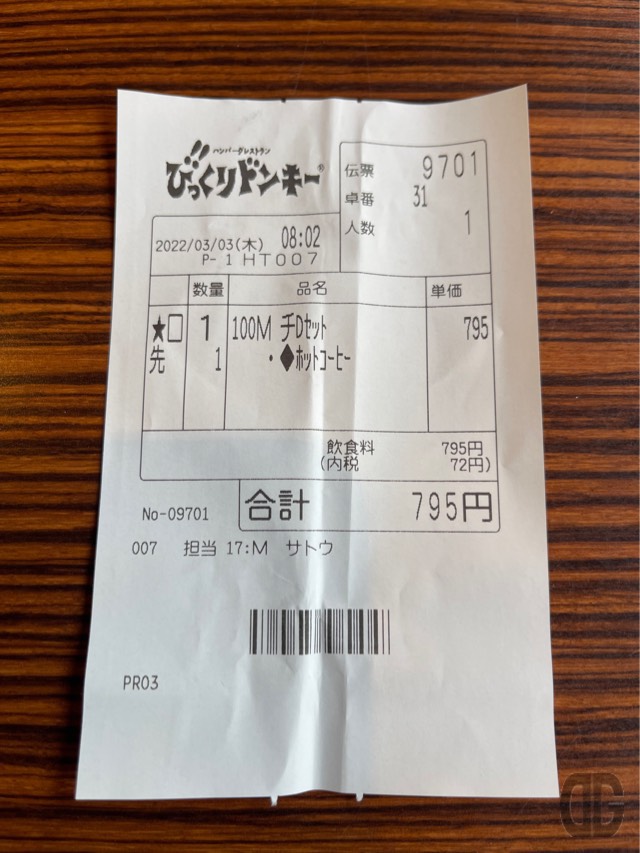 ハンバーグレストラン
びっくりドンキー®
伝票 9701
卓番 31
人数 1
2022/03/03(木) 08:02
P- 1 HT007
数量 品名 単価
★□ 1 100M チDセット 795
先 1 ・◆ホットコーヒー
飲食料 795円
(内税 72円)
No-09701 合計 795円
007 担当 17:M サトウ
PR03
DG